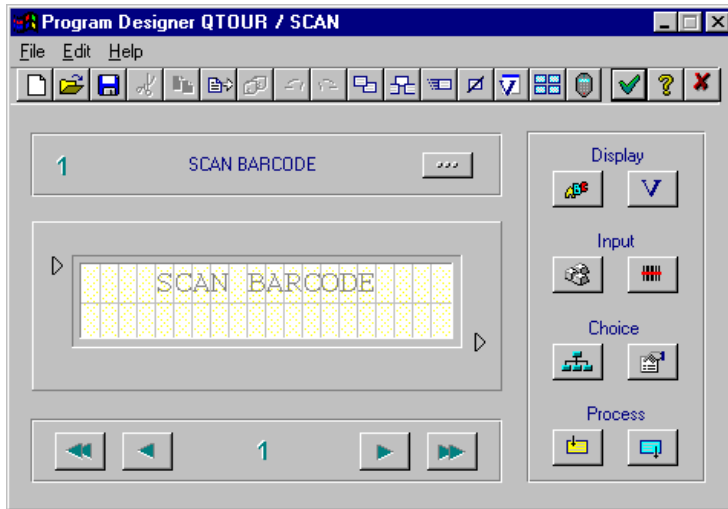 Program Designer QTOUR / SCAN
File Edit Help
1 SCAN BARCODE ...
Display
V
Input
SCAN BARCODE
Choice
Process
1